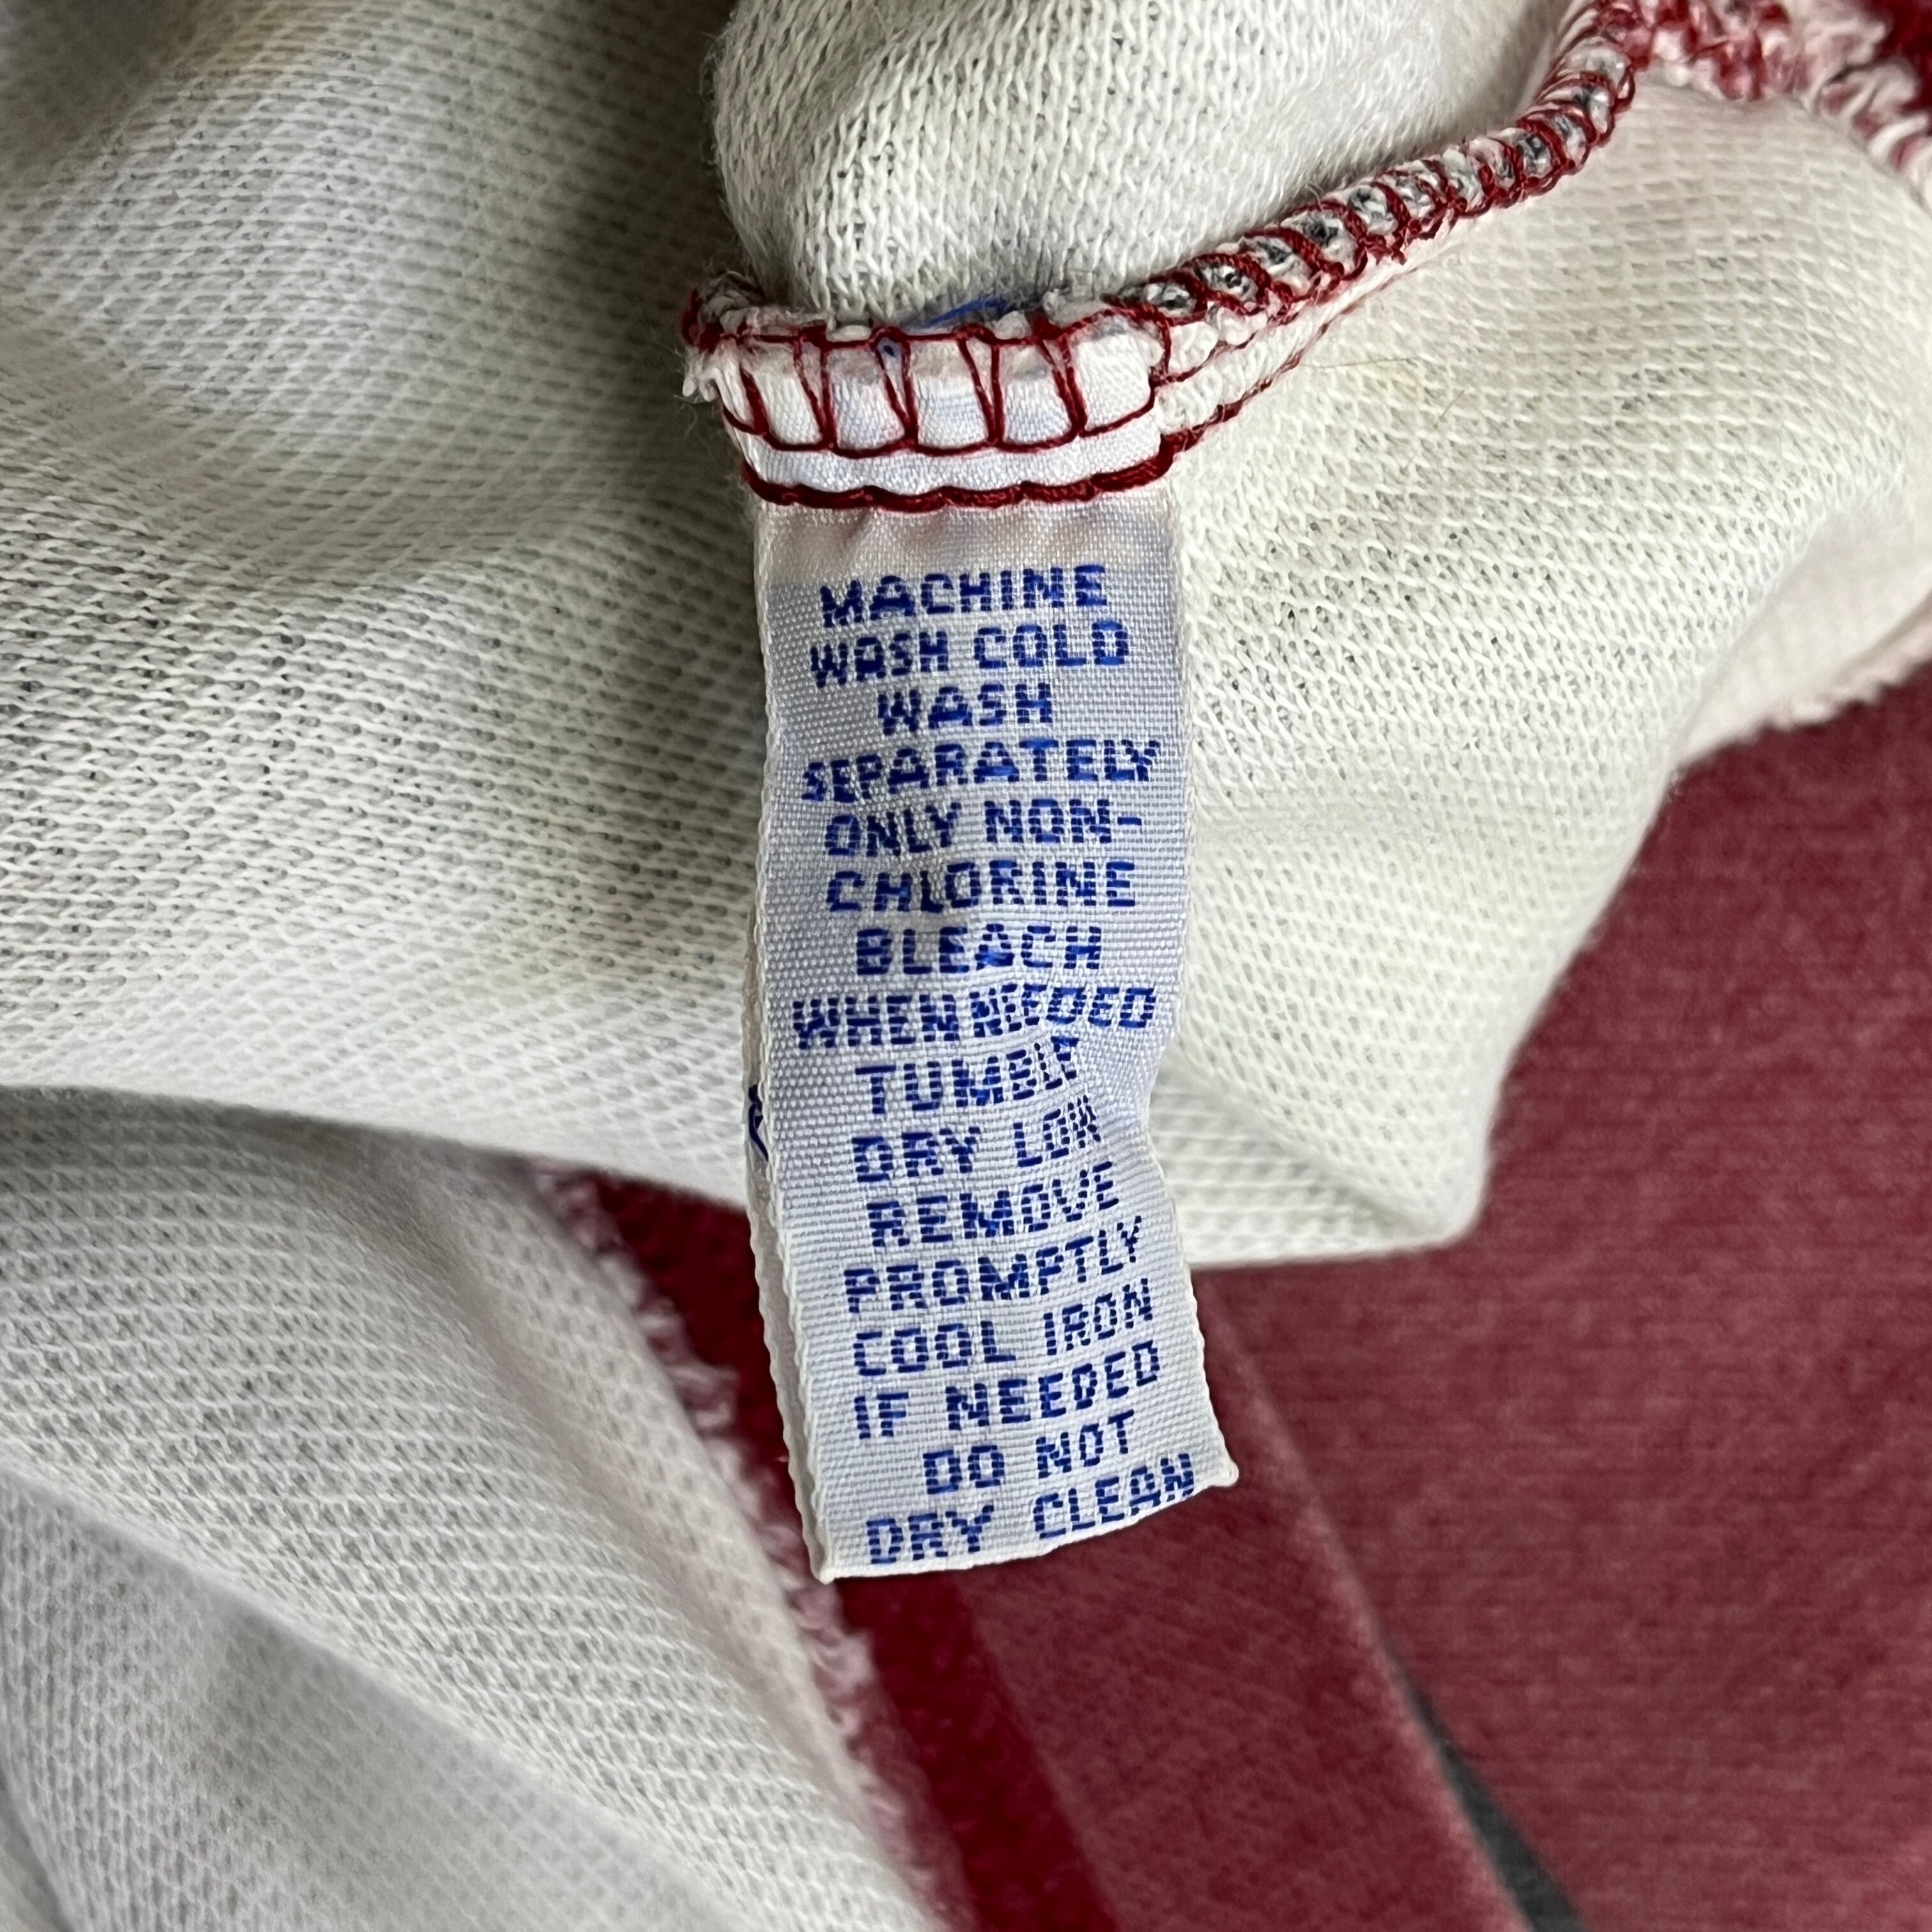 MACHINE
WASH COLD
WASH
SEPARATELY
ONLY NON-
CHLORINE
BLEACH
WHEN NEEDED
TUMBLE
DRY LOW
REMOVE
PROMPTLY
COOL IRON
IF NEEDED
DO NOT
DRY CLEAN